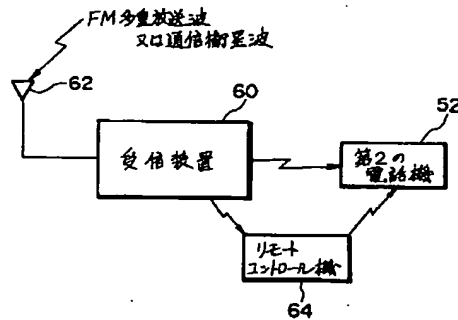 FM多重放送波
又は通信衛星波
62
60
52
受信装置
第2の
電話機
リモート
コントロール機
64